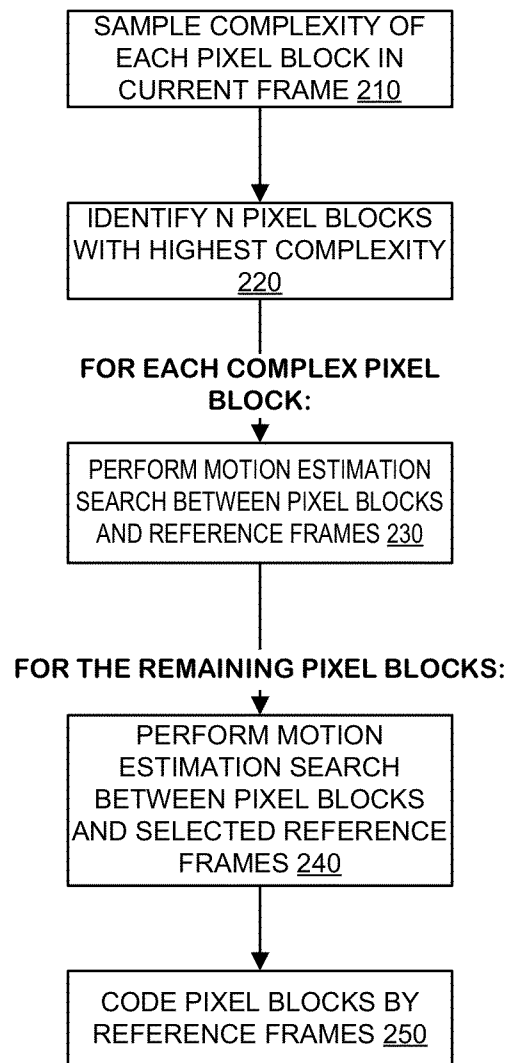 SAMPLE COMPLEXITY OF
EACH PIXEL BLOCK IN
CURRENT FRAME 210
IDENTIFY N PIXEL BLOCKS
WITH HIGHEST COMPLEXITY
220
FOR EACH COMPLEX PIXEL
BLOCK:
PERFORM MOTION ESTIMATION
SEARCH BETWEEN PIXEL BLOCKS
AND REFERENCE FRAMES 230
FOR THE REMAINING PIXEL BLOCKS:
PERFORM MOTION
ESTIMATION SEARCH
BETWEEN PIXEL BLOCKS
AND SELECTED REFERENCE
FRAMES 240
CODE PIXEL BLOCKS BY
REFERENCE FRAMES 250